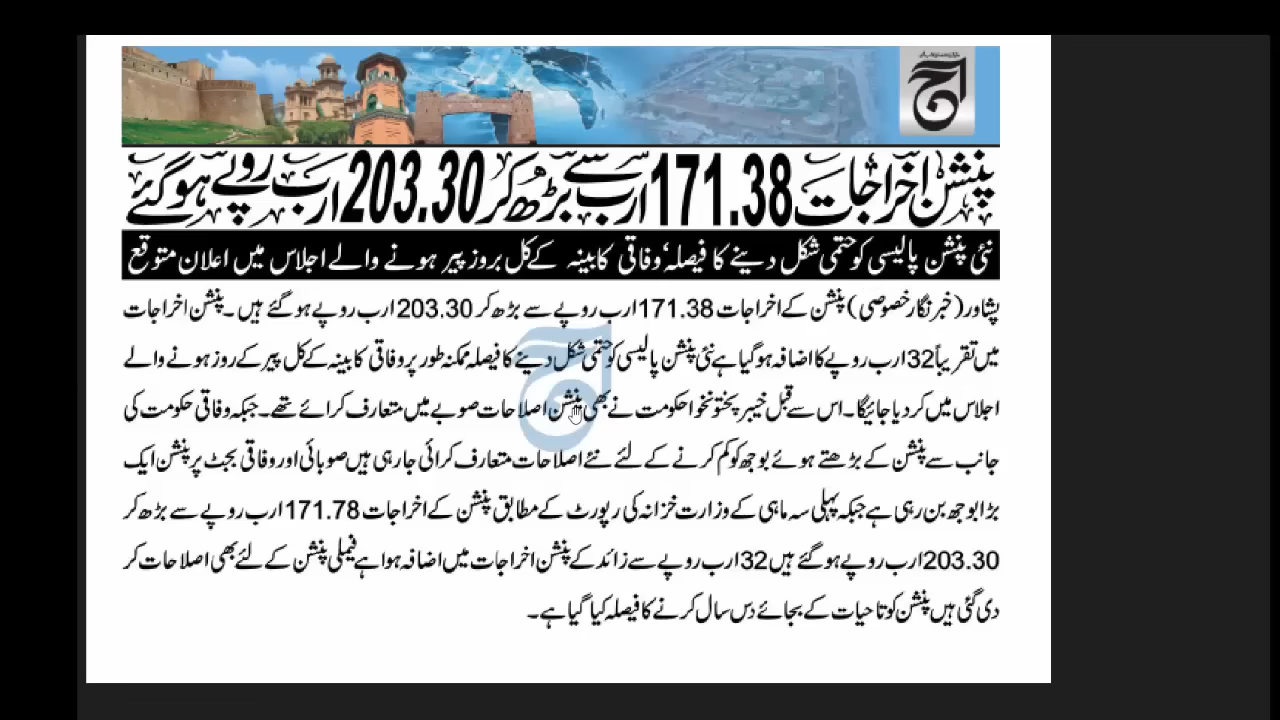 آج
پنشن اخراجات 171.38 ارب سے بڑھ کر 203.30 ارب روپے ہو گئے
نئی پنشن پالیسی کو حتمی شکل دینے کا فیصلہ‘ وفاقی کابینہ کے کل بروز پیر ہونے والے اجلاس میں اعلان متوقع
پشاور (خبر نگار خصوصی) پنشن کے اخراجات 171.38 ارب روپے سے بڑھ کر 203.30 ارب روپے ہو گئے ہیں۔ پنشن اخراجات
میں تقریباً 32 ارب روپے کا اضافہ ہو گیا ہے نئی پنشن پالیسی کو حتمی شکل دینے کا فیصلہ ممکنہ طور پر وفاقی کابینہ کے کل پیر کے روز ہونے والے
اجلاس میں کر دیا جائیگا۔ اس سے قبل خیبر پختونخوا حکومت نے بھی پنشن اصلاحات صوبے میں متعارف کرائے تھے۔ جبکہ وفاقی حکومت کی
جانب سے پنشن کے بڑھتے ہوئے بوجھ کو کم کرنے کے لئے نئے اصلاحات متعارف کرائی جا رہی ہیں صوبائی اور وفاقی بجٹ پر پنشن ایک
بڑا بوجھ بن رہی ہے جبکہ پہلی سہ ماہی کے وزارت خزانہ کی رپورٹ کے مطابق پنشن کے اخراجات 171.78 ارب روپے سے بڑھ کر
203.30 ارب روپے ہو گئے ہیں 32 ارب روپے سے زائد کے پنشن اخراجات میں اضافہ ہوا ہے فیملی پنشن کے لئے بھی اصلاحات کر
دی گئی ہیں پنشن کو تاحیات کے بجائے دس سال کرنے کا فیصلہ کیا گیا ہے۔